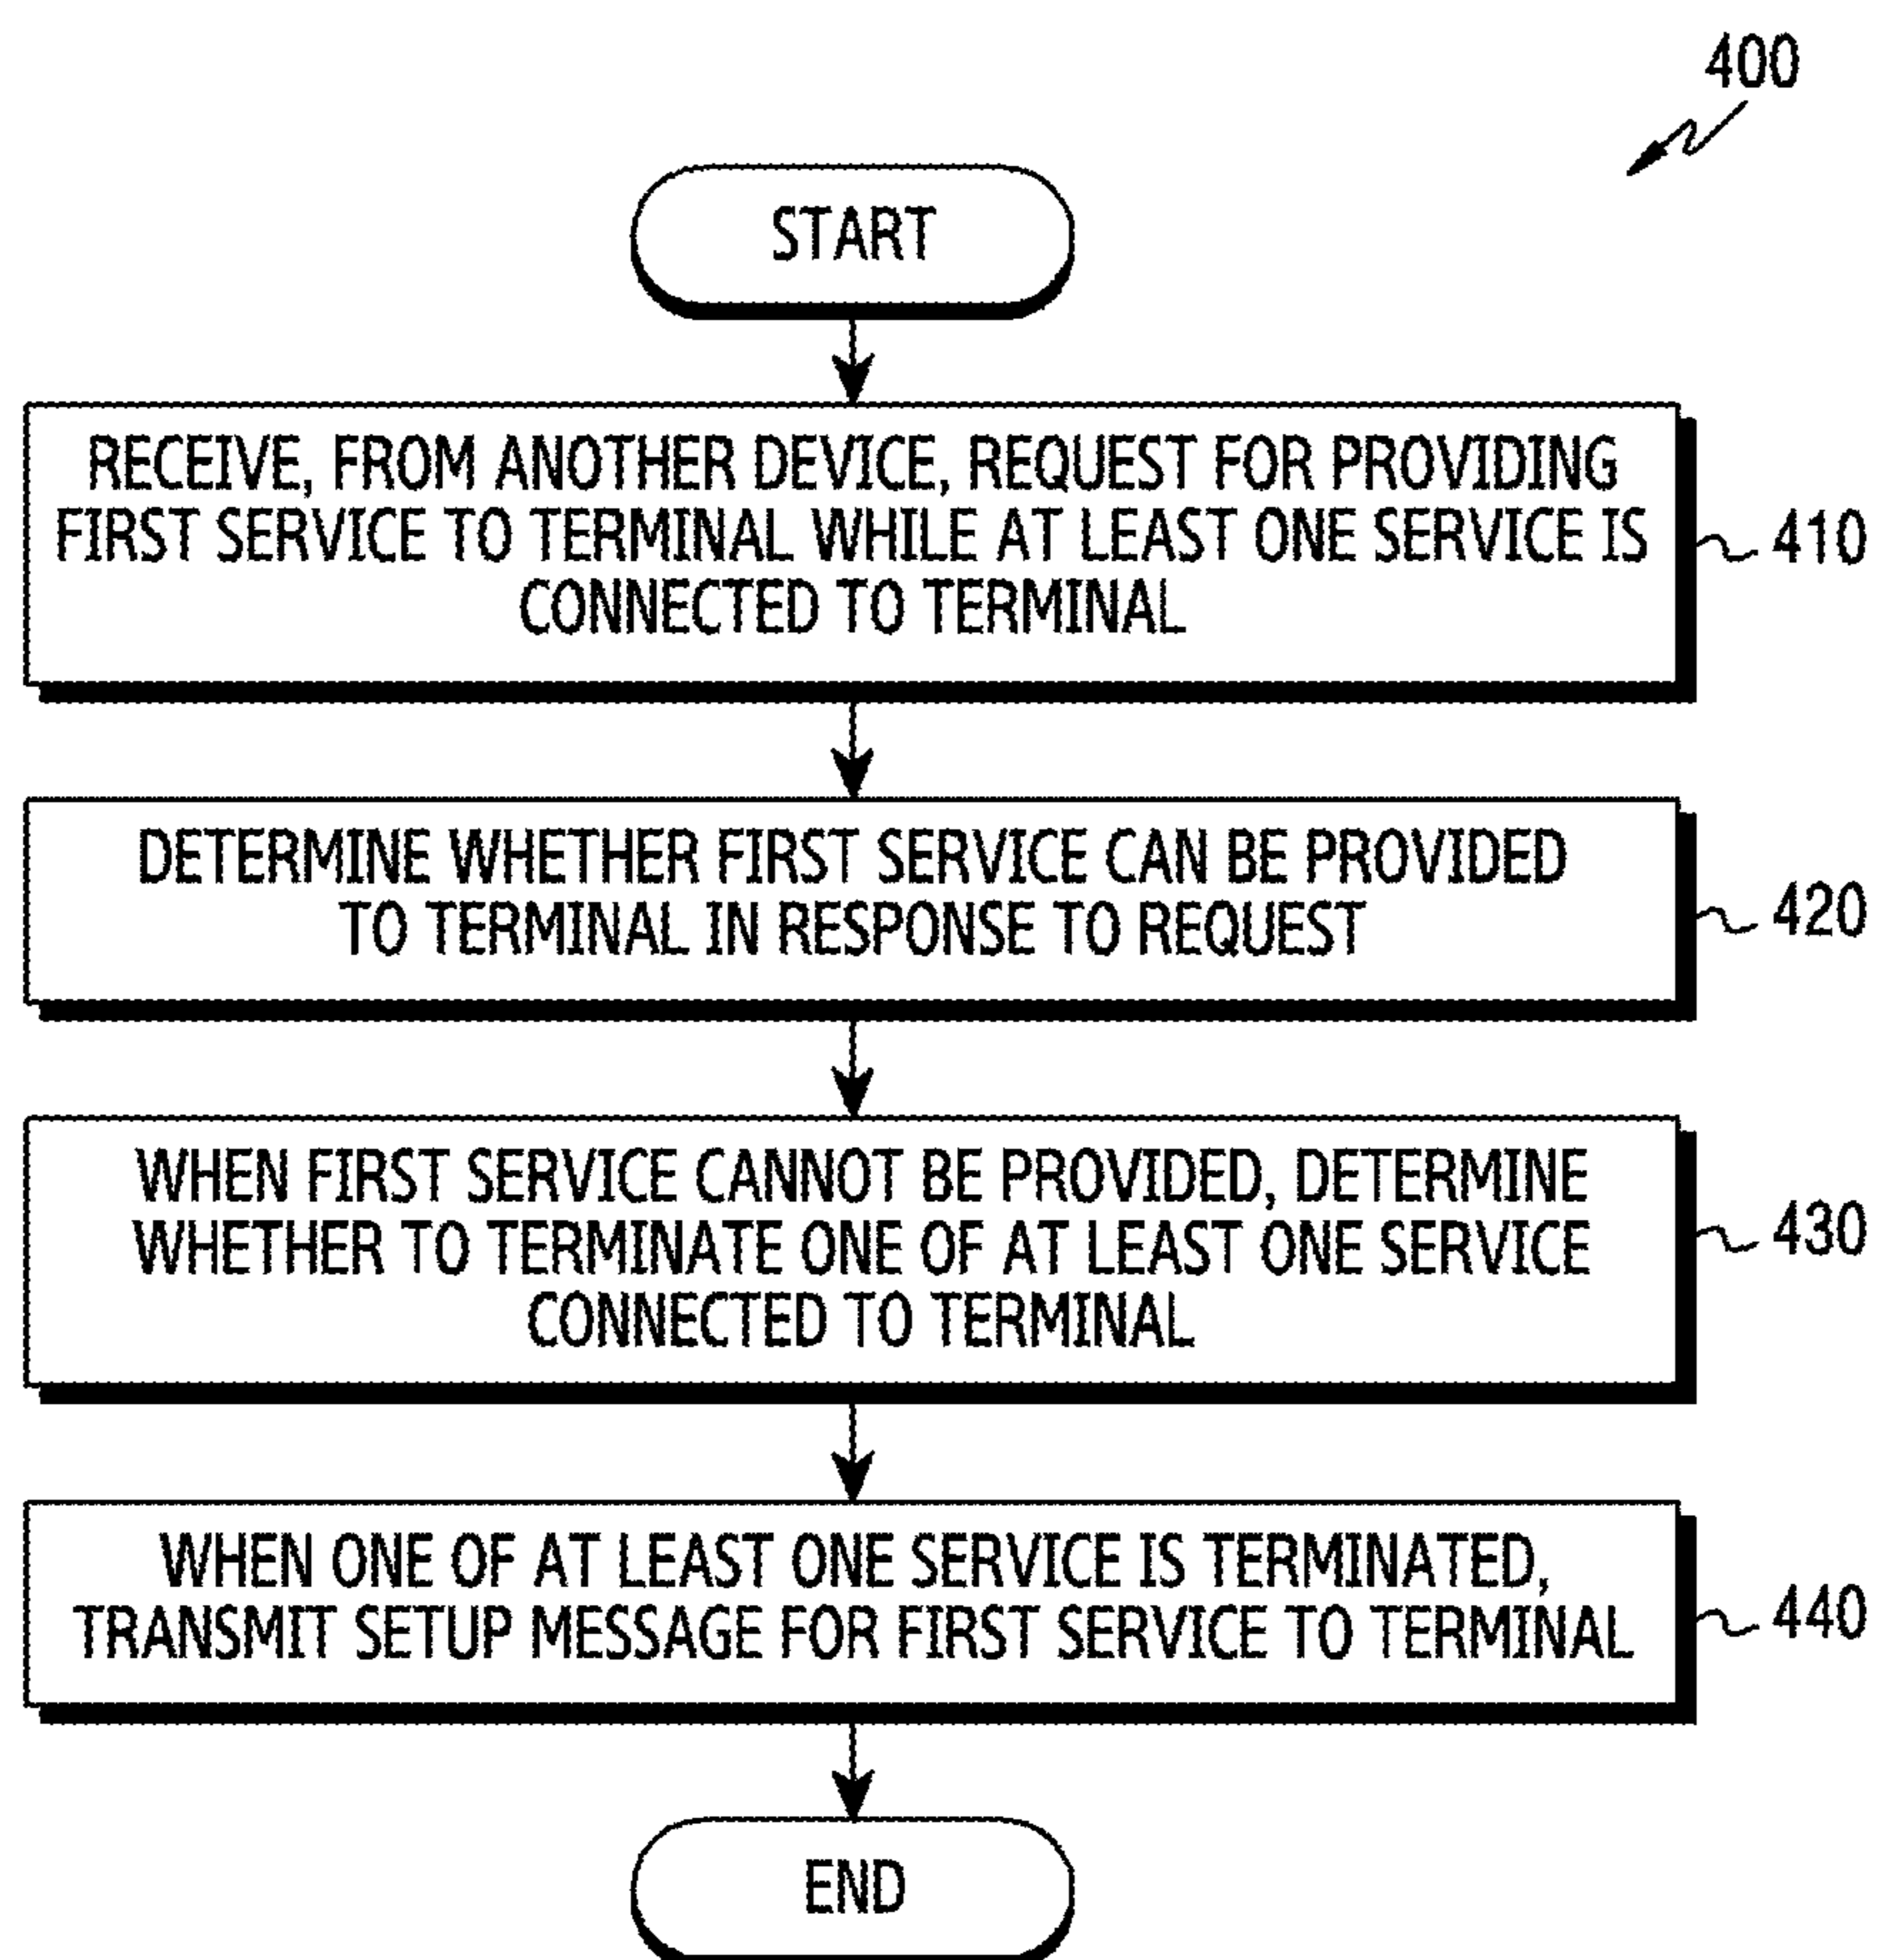 400
START
RECEIVE, FROM ANOTHER DEVICE, REQUEST FOR PROVIDING
FIRST SERVICE TO TERMINAL WHILE AT LEAST ONE SERVICE IS
CONNECTED TO TERMINAL
410
DETERMINE WHETHER FIRST SERVICE CAN BE PROVIDED
TO TERMINAL IN RESPONSE TO REQUEST
420
WHEN FIRST SERVICE CANNOT BE PROVIDED, DETERMINE
WHETHER TO TERMINATE ONE OF AT LEAST ONE SERVICE
CONNECTED TO TERMINAL
430
WHEN ONE OF AT LEAST ONE SERVICE IS TERMINATED,
TRANSMIT SETUP MESSAGE FOR FIRST SERVICE TO TERMINAL
440
END